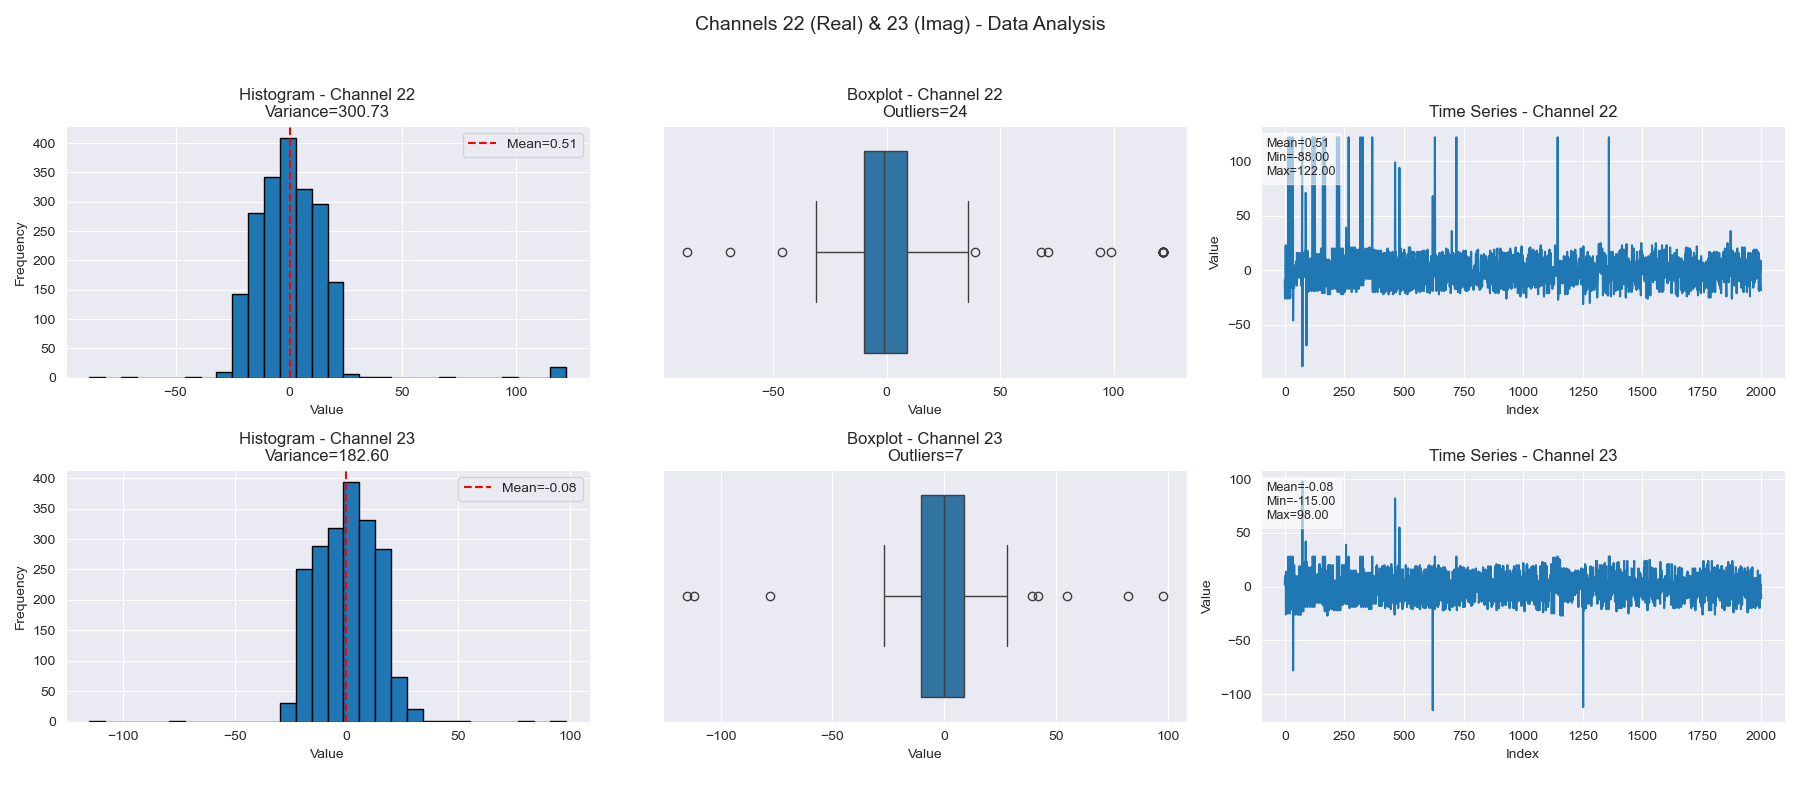 Channels 22 (Real) & 23 (Imag) - Data Analysis
Histogram - Channel 22
Variance=300.73
Mean=0.51
400
350
300
250
200
150
100
50
0
Frequency
−50
0
50
100
Value
Boxplot - Channel 22
Outliers=24
−50
0
50
100
Value
Time Series - Channel 22
Mean=0.51
Min=-88.00
Max=122.00
100
50
0
−50
Value
0
250
500
750
1000
1250
1500
1750
2000
Index
Histogram - Channel 23
Variance=182.60
Mean=-0.08
400
350
300
250
200
150
100
50
0
Frequency
−100
−50
0
50
100
Value
Boxplot - Channel 23
Outliers=7
−100
−50
0
50
100
Value
Time Series - Channel 23
Mean=-0.08
Min=-115.00
Max=98.00
100
50
0
−50
−100
Value
0
250
500
750
1000
1250
1500
1750
2000
Index